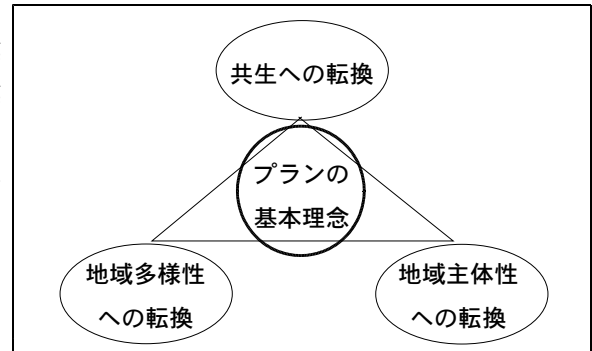 共生への転換
プランの
基本理念
地域多様性
への転換
地域主体性
への転換